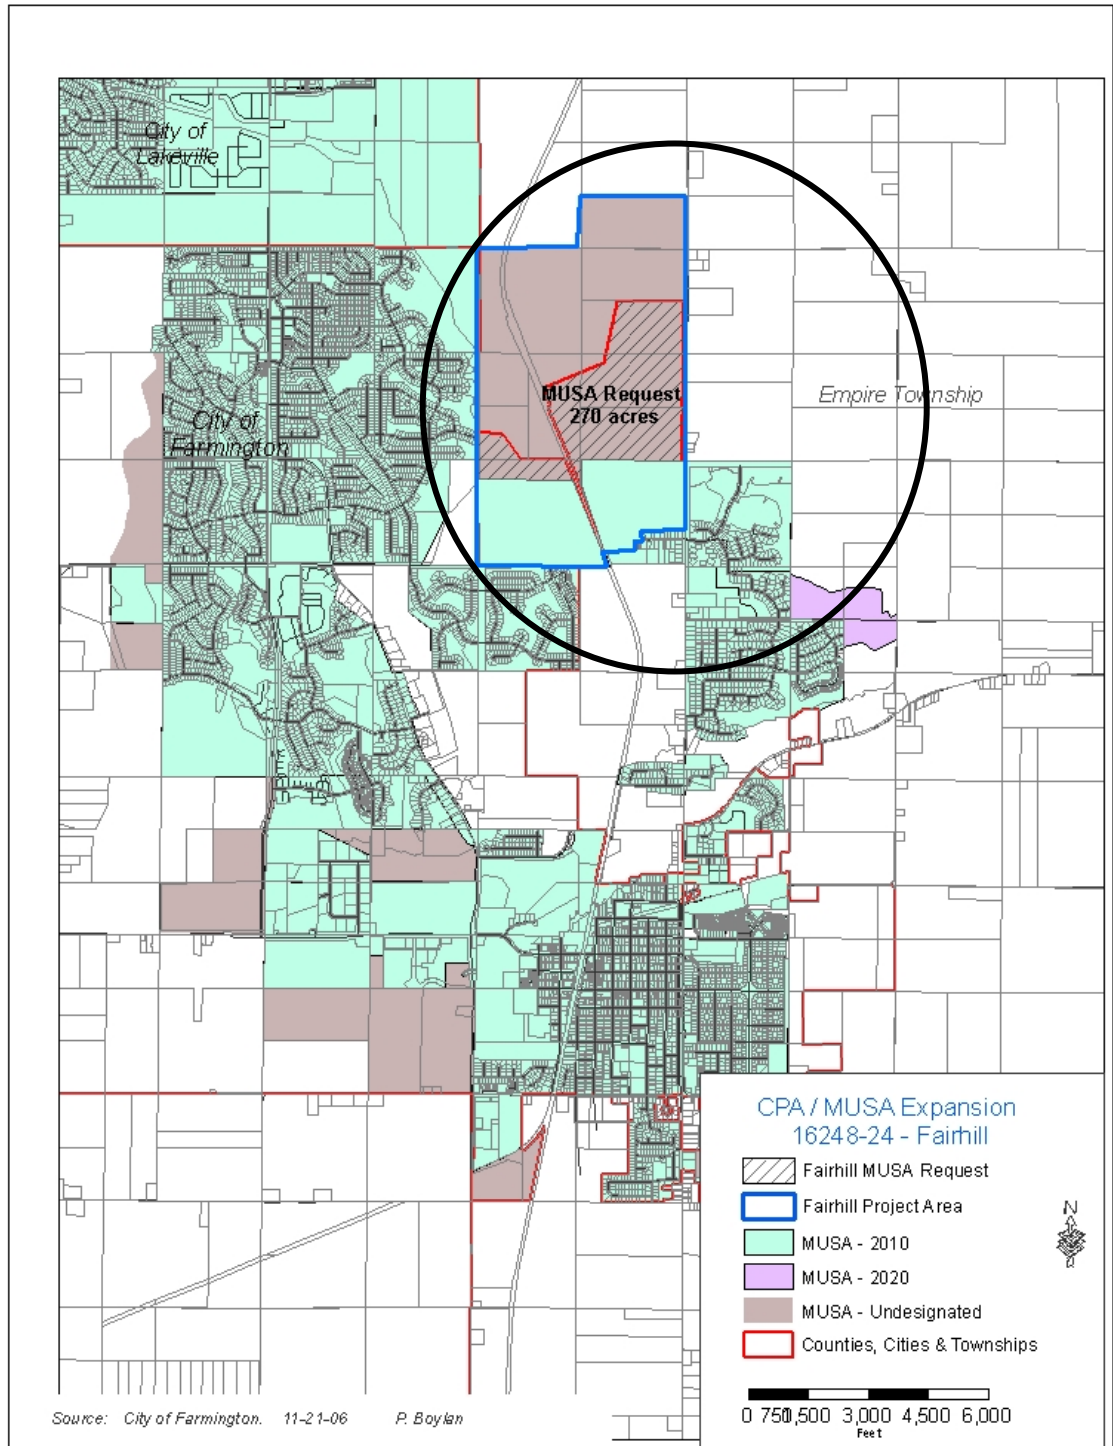 City of
Lakeville
MUSA Request
270 acres
Empire Township
City of
Farmington
CPA / MUSA Expansion
16248-24 - Fairhill
Fairhill MUSA Request
Fairhill Project Area
N
MUSA - 2010
MUSA - 2020
MUSA - Undesignated
Counties, Cities & Townships
0 750 1,500 3,000 4,500 6,000
Feet
Source: City of Farmington. 11-21-06 P. Boylan